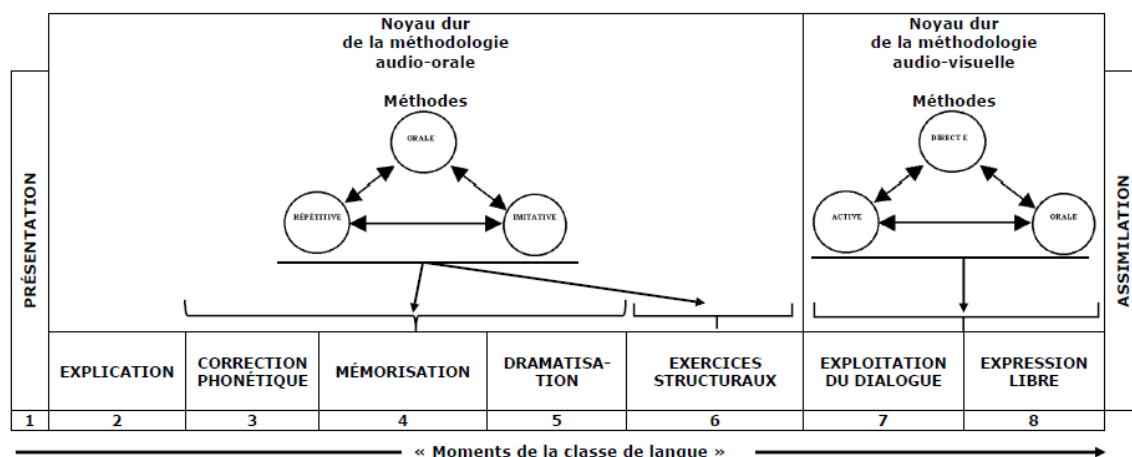 Noyau dur
de la méthodologie
audio-orale
Méthodes
ORALE
RÉPÉTITIVE
IMITATIVE
Noyau dur
de la méthodologie
audio-visuelle
Méthodes
DIRECTE
ACTIVE
ORALE
PRÉSENTATION
ASSIMILATION
EXPLICATION
CORRECTION
PHONÉTIQUE
MÉMORISATION
DRAMATISA-
TION
EXERCICES
STRUCTURAUX
EXPLOITATION
DU DIALOGUE
EXPRESSION
LIBRE
1 2 3 4 5 6 7 8
« Moments de la classe de langue »